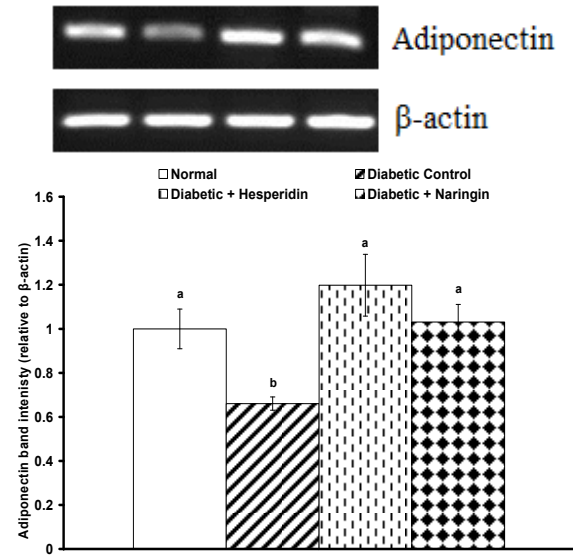 Adiponectin
β-actin
Normal
Diabetic Control
Diabetic + Hesperidin
Diabetic + Naringin
Adiponectin band intenisty (relative to β-actin)
1.6
1.4
1.2
1
0.8
0.6
0.4
0.2
0
a
b
a
a